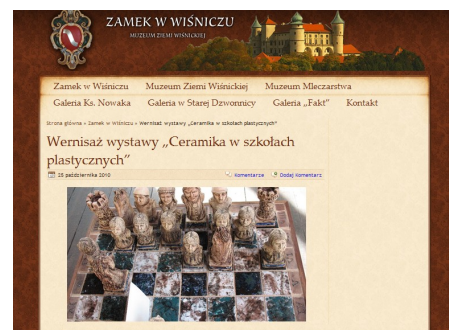 ZAMEK W WIŚNICZU
MUZEUM ZIEMI WIŚNICKIEJ
Zamek w Wiśniczu Muzeum Ziemi Wiśnickiej Muzeum Mleczarstwa
Galeria Ks. Nowaka Galeria w Starej Dzwonnicy Galeria „Fakt” Kontakt
Strona główna » Zamek w Wiśniczu » Wernisaż wystawy „Ceramika w szkołach plastycznych”
Wernisaż wystawy „Ceramika w szkołach
plastycznych”
25 października 2010 Komentarze Dodaj Komentarz